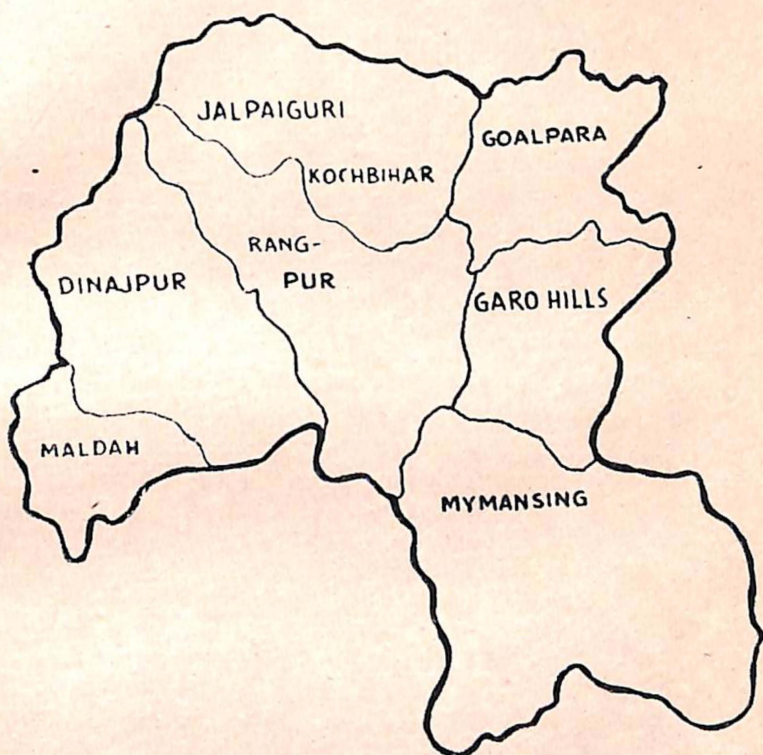 JALPAIGURI
GOALPARA
KOCHBIHAR
RANG-
PUR
DINAJPUR
GARO HILLS
MALDAH
MYMANSING